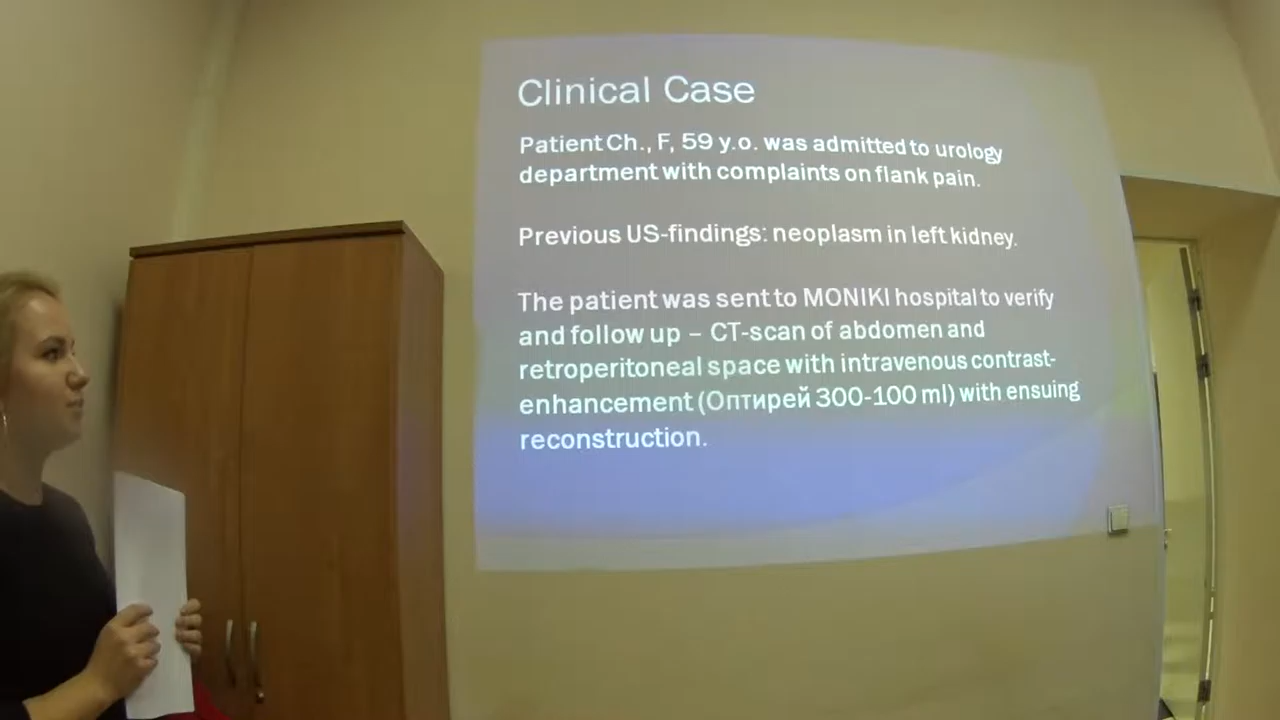 Clinical Case
Patient Ch., F, 59 y.o. was admitted to urology
department with complaints on flank pain.
Previous US-findings: neoplasm in left kidney.
The patient was sent to MONIKI hospital to verify
and follow up – CT-scan of abdomen and
retroperitoneal space with intravenous contrast-
enhancement (Оптирей 300-100 ml) with ensuing
reconstruction.